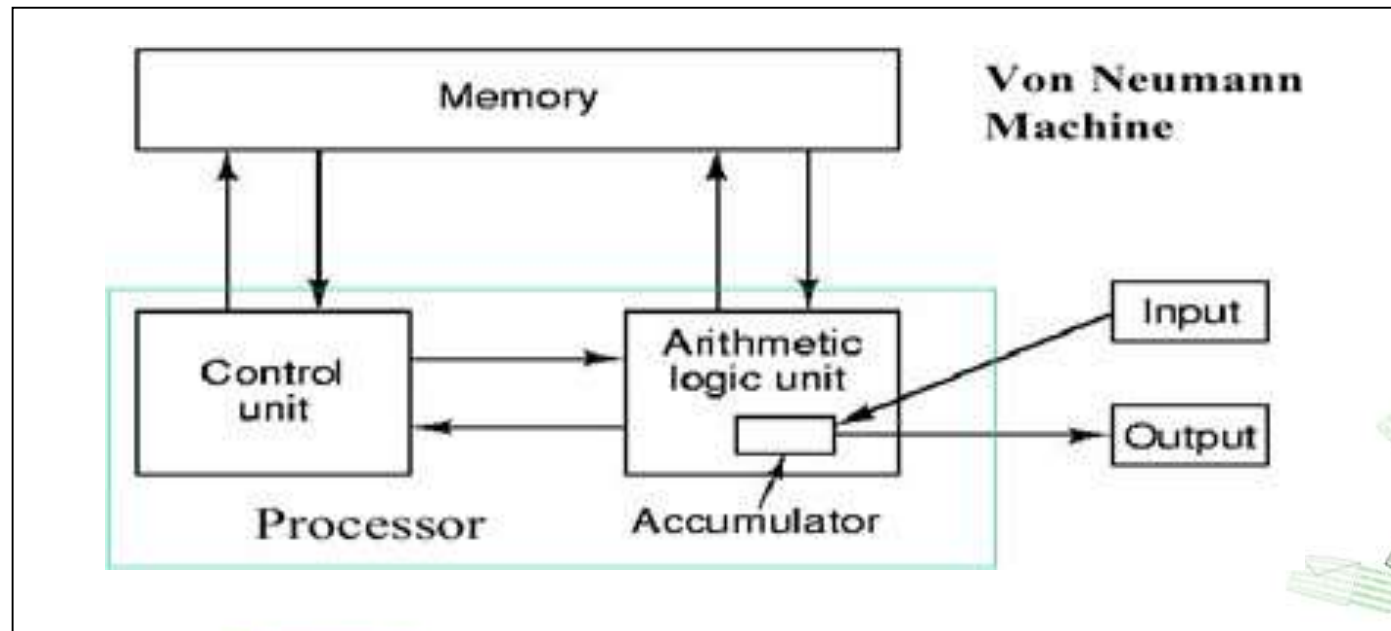 Memory
Von Neumann
Machine
Control
unit
Arithmetic
logic unit
Input
Output
Processor
Accumulator